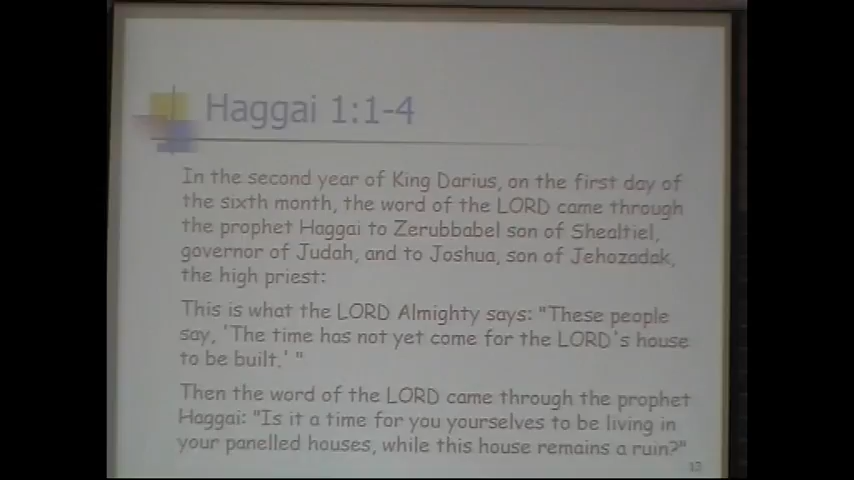 Haggai 1:1-4
In the second year of King Darius, on the first day of
the sixth month, the word of the LORD came through
the prophet Haggai to Zerubbabel son of Shealtiel,
governor of Judah, and to Joshua, son of Jehozadak,
the high priest:
This is what the LORD Almighty says: "These people
say, 'The time has not yet come for the LORD's house
to be built.' "
Then the word of the LORD came through the prophet
Haggai: "Is it a time for you yourselves to be living in
your panelled houses, while this house remains a ruin?"